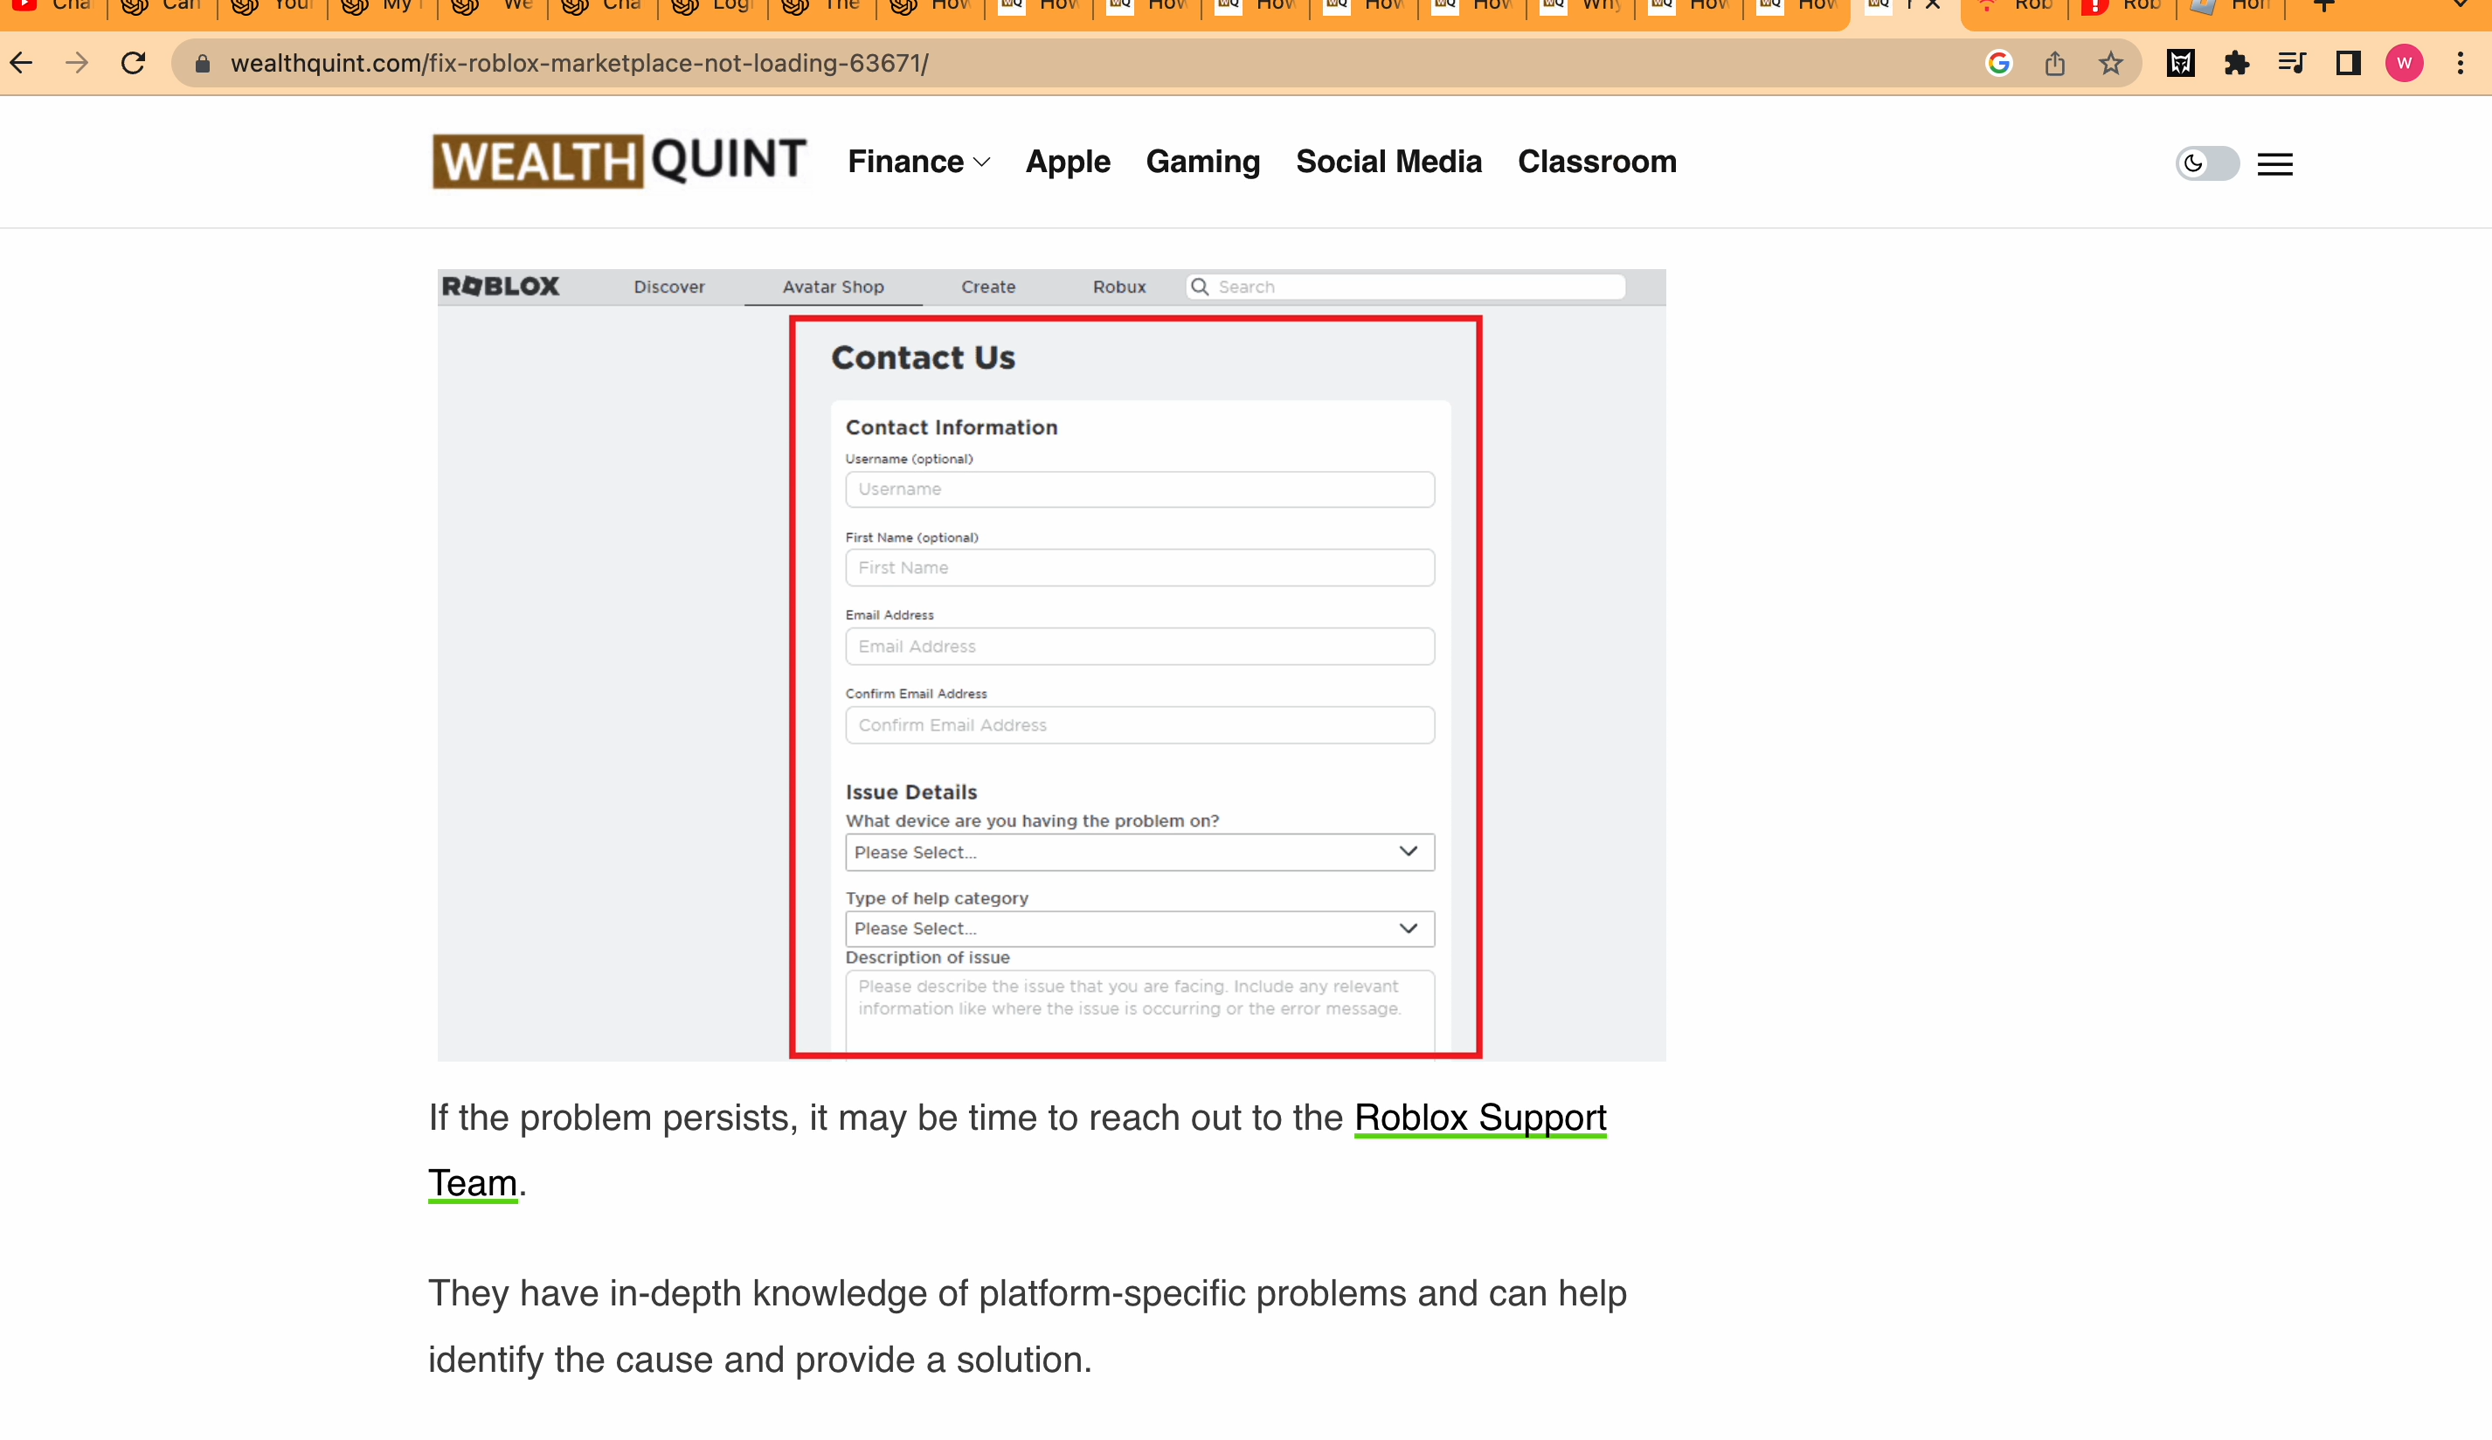 wealthquint.com/fix-roblox-marketplace-not-loading-63671/
W
WEALTH QUINT Finance Apple Gaming Social Media Classroom
ROBLOX Discover Avatar Shop Create Robux Search
Contact Us
Contact Information
Username (optional)
Username
First Name (optional)
First Name
Email Address
Email Address
Confirm Email Address
Confirm Email Address
Issue Details
What device are you having the problem on?
Please Select...
Type of help category
Please Select...
Description of issue
Please describe the issue that you are facing. Include any relevant
information like where the issue is occurring or the error message.
If the problem persists, it may be time to reach out to the Roblox Support
Team.
They have in-depth knowledge of platform-specific problems and can help
identify the cause and provide a solution.